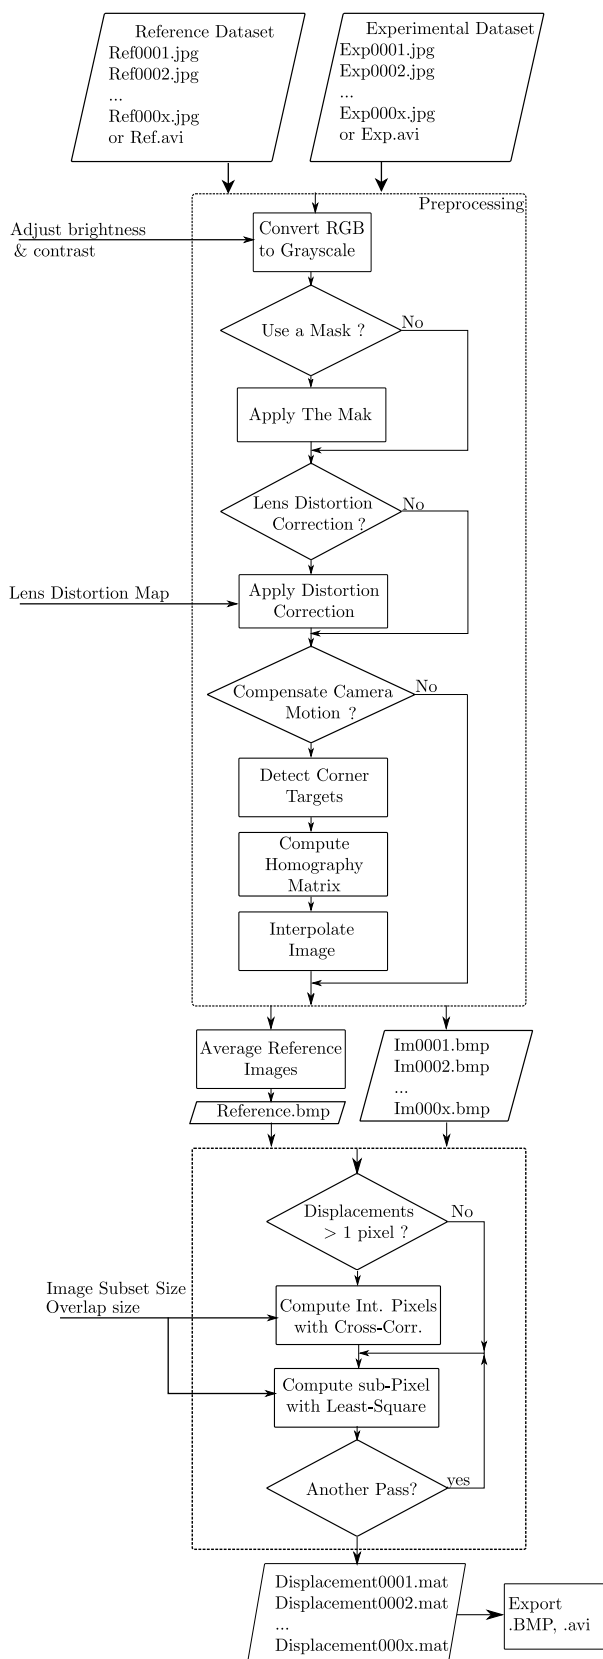 Reference Dataset
Ref0001.jpg
Ref0002.jpg
...
Ref000x.jpg
or Ref.avi
Experimental Dataset
Exp0001.jpg
Exp0002.jpg
...
Exp000x.jpg
or Exp.avi
Preprocessing
Adjust brightness
& contrast
Convert RGB
to Grayscale
Use a Mask ?
No
Apply The Mak
Lens Distortion
Correction ?
No
Lens Distortion Map
Apply Distortion
Correction
Compensate Camera
Motion ?
No
Detect Corner
Targets
Compute
Homography
Matrix
Interpolate
Image
Average Reference
Images
Reference.bmp
Im0001.bmp
Im0002.bmp
...
Im000x.bmp
Displacements
> 1 pixel ?
No
Image Subset Size
Overlap size
Compute Int. Pixels
with Cross-Corr.
Compute sub-Pixel
with Least-Square
Another Pass?
yes
Displacement0001.mat
Displacement0002.mat
...
Displacement000x.mat
Export
.BMP, .avi